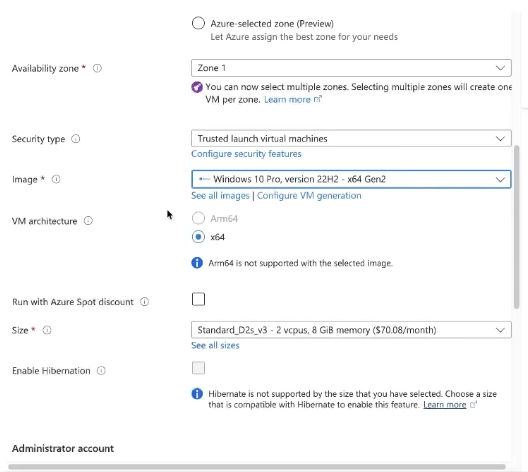 Azure-selected zone (Preview)
Let Azure assign the best zone for your needs
Availability zone *
Zone 1
You can now select multiple zones. Selecting multiple zones will create one
VM per zone. Learn more
Security type
Trusted launch virtual machines
Configure security features
Image *
Windows 10 Pro, version 22H2 - x64 Gen2
See all images | Configure VM generation
VM architecture
Arm64
x64
Arm64 is not supported with the selected image.
Run with Azure Spot discount
Size *
Standard_D2s_v3 - 2 vcpus, 8 GiB memory ($70.08/month)
See all sizes
Enable Hibernation
Hibernate is not supported by the size that you have selected. Choose a size
that is compatible with Hibernate to enable this feature. Learn more
Administrator account